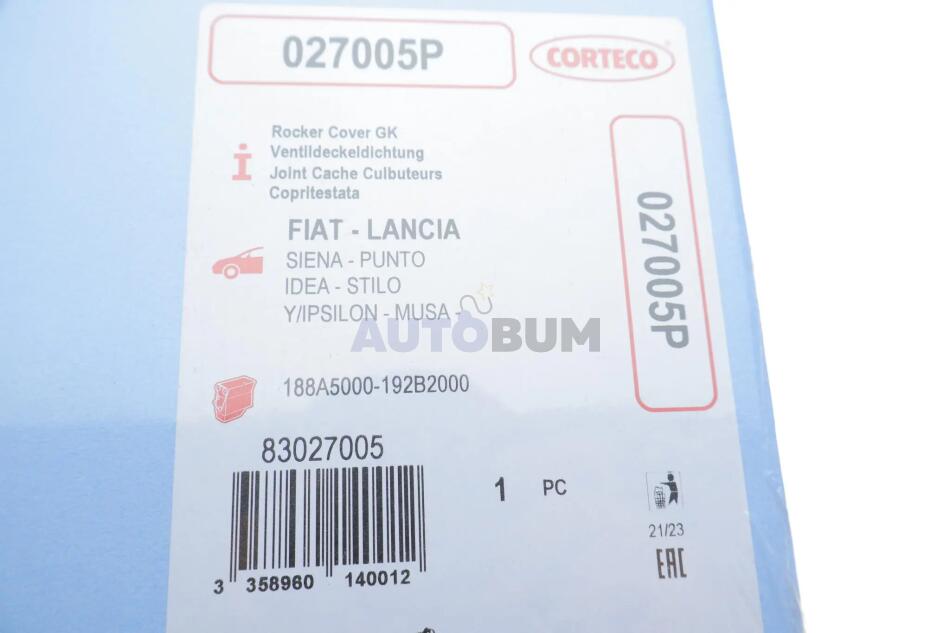 027005P
CORTECO
Rocker Cover GK
Ventildeckeldichtung
Joint Cache Culbuteurs
Copritestata
FIAT - LANCIA
SIENA - PUNTO
IDEA - STILO
Y/IPSILON - MUSA -
AUTOBUM
027005P
188A5000-192B2000
83027005
1 PC
21/23
EAC
3 358960 140012